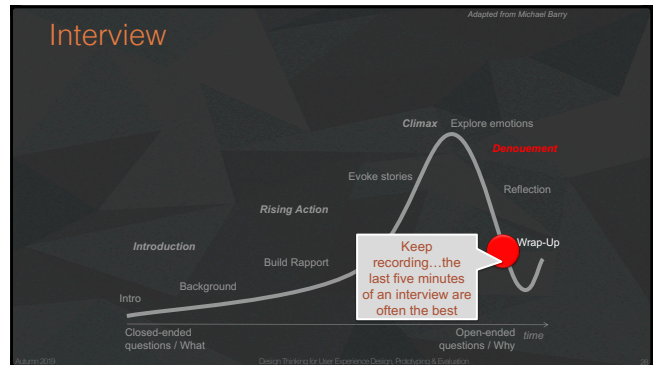 Adapted from Michael Barry
Interview
Climax Explore emotions
Denouement
Evoke stories
Reflection
Rising Action
Introduction
Wrap-Up
Keep
recording…the
last five minutes
of an interview are
often the best
Build Rapport
Background
Intro
Closed-ended
questions / What
Open-ended
questions / Why
time
Autumn 2019
Design Thinking for User Experience Design, Prototyping & Evaluation